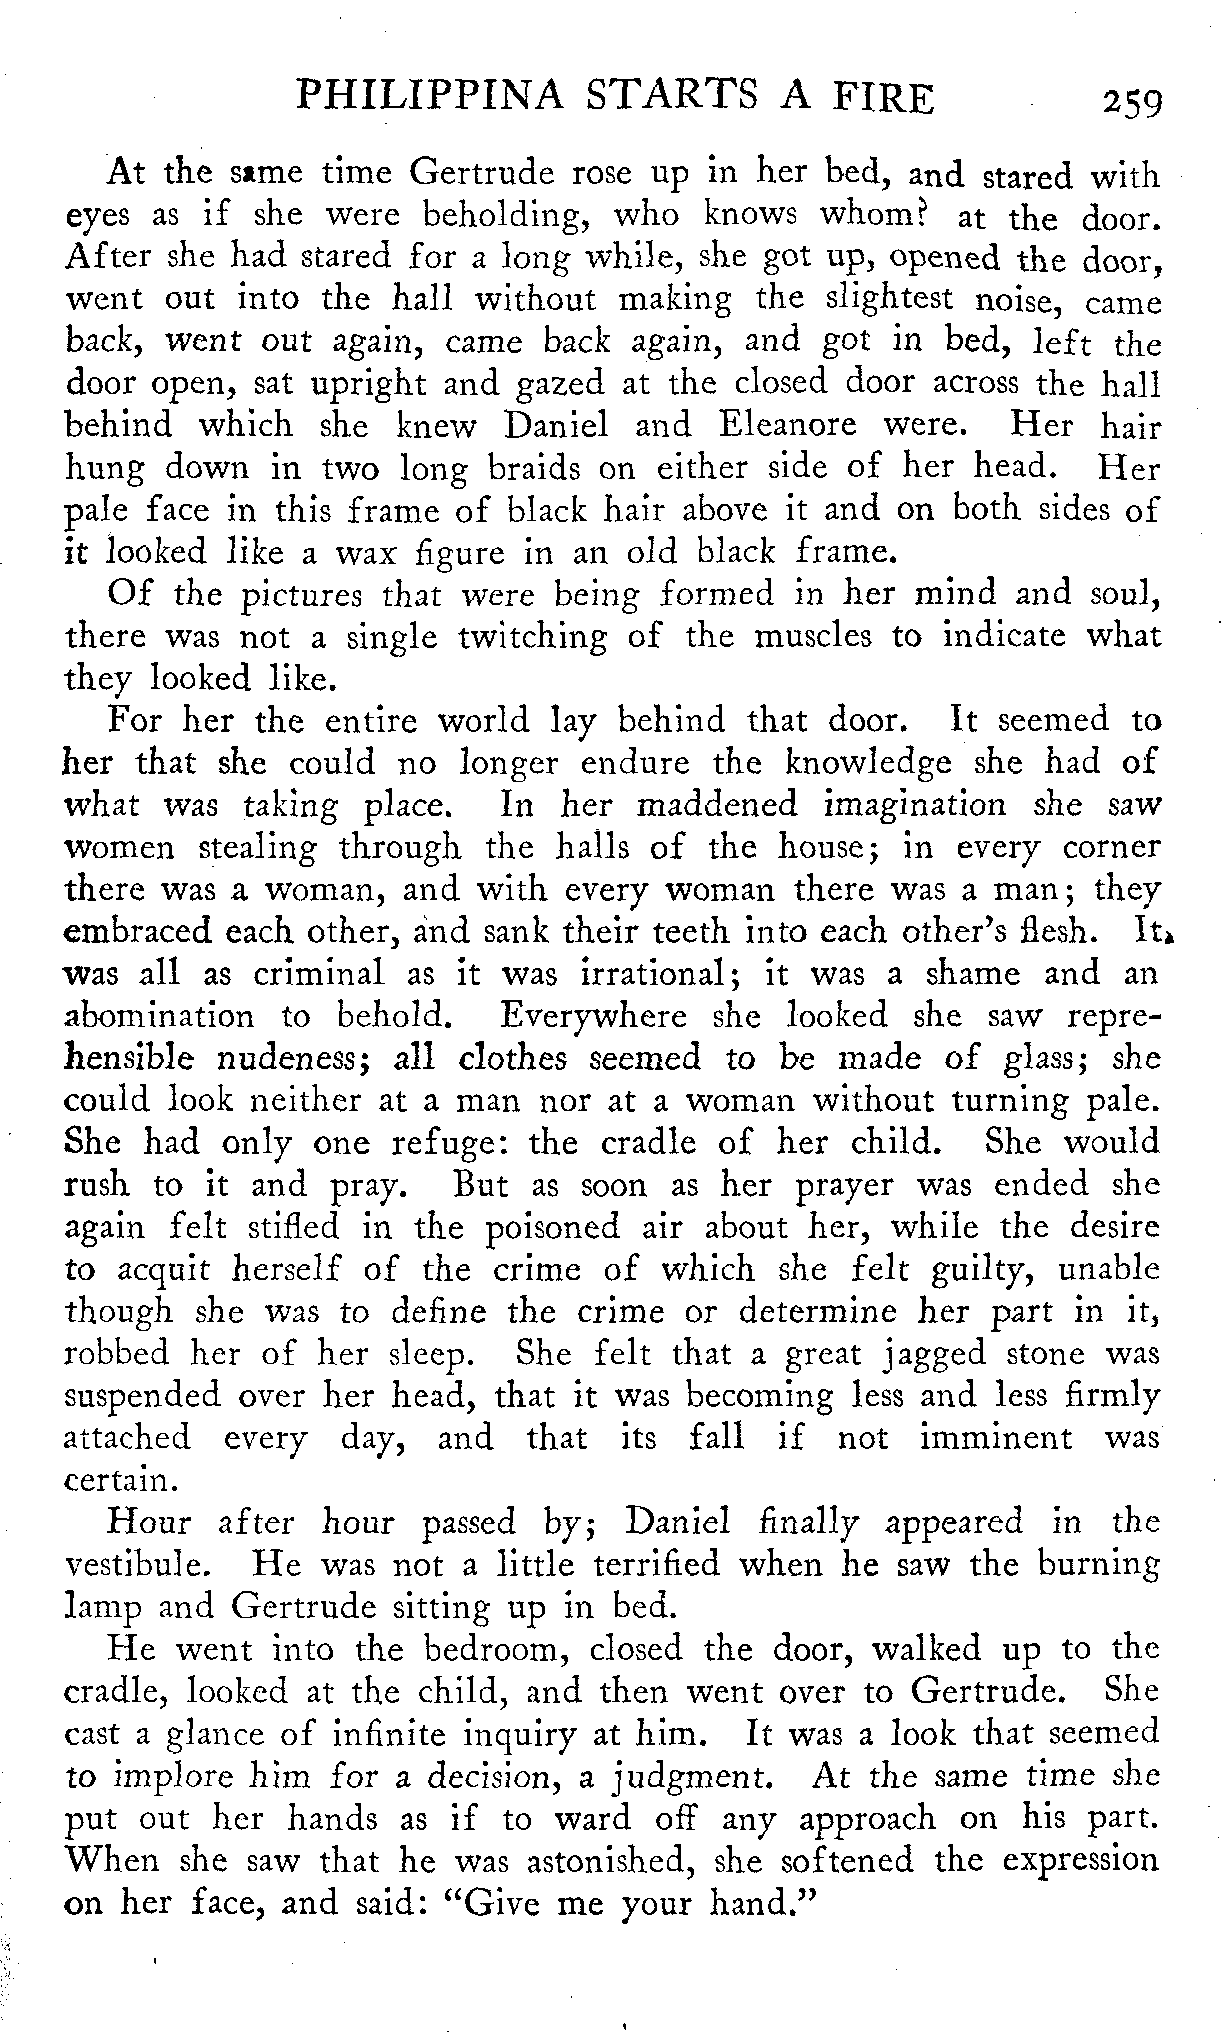 PHILIPPINA STARTS A FIRE 259
At the same time Gertrude rose up in her bed, and stared with
eyes as if she were beholding, who knows whom? at the door.
After she had stared for a long while, she got up, opened the door,
went out into the hall without making the slightest noise, came
back, went out again, came back again, and got in bed, left the
door open, sat upright and gazed at the closed door across the hall
behind which she knew Daniel and Eleanore were. Her hair
hung down in two long braids on either side of her head. Her
pale face in this frame of black hair above it and on both sides of
it looked like a wax figure in an old black frame.
Of the pictures that were being formed in her mind and soul,
there was not a single twitching of the muscles to indicate what
they looked like.
For her the entire world lay behind that door. It seemed to
her that she could no longer endure the knowledge she had of
what was taking place. In her maddened imagination she saw
women stealing through the halls of the house; in every corner
there was a woman, and with every woman there was a man; they
embraced each other, and sank their teeth into each other's flesh. It
was all as criminal as it was irrational; it was a shame and an
abomination to behold. Everywhere she looked she saw repre-
hensible nudeness; all clothes seemed to be made of glass; she
could look neither at a man nor at a woman without turning pale.
She had only one refuge: the cradle of her child. She would
rush to it and pray. But as soon as her prayer was ended she
again felt stifled in the poisoned air about her, while the desire
to acquit herself of the crime of which she felt guilty, unable
though she was to define the crime or determine her part in it,
robbed her of her sleep. She felt that a great jagged stone was
suspended over her head, that it was becoming less and less firmly
attached every day, and that its fall if not imminent was
certain.
Hour after hour passed by; Daniel finally appeared in the
vestibule. He was not a little terrified when he saw the burning
lamp and Gertrude sitting up in bed.
He went into the bedroom, closed the door, walked up to the
cradle, looked at the child, and then went over to Gertrude. She
cast a glance of infinite inquiry at him. It was a look that seemed
to implore him for a decision, a judgment. At the same time she
put out her hands as if to ward off any approach on his part.
When she saw that he was astonished, she softened the expression
on her face, and said: "Give me your hand."